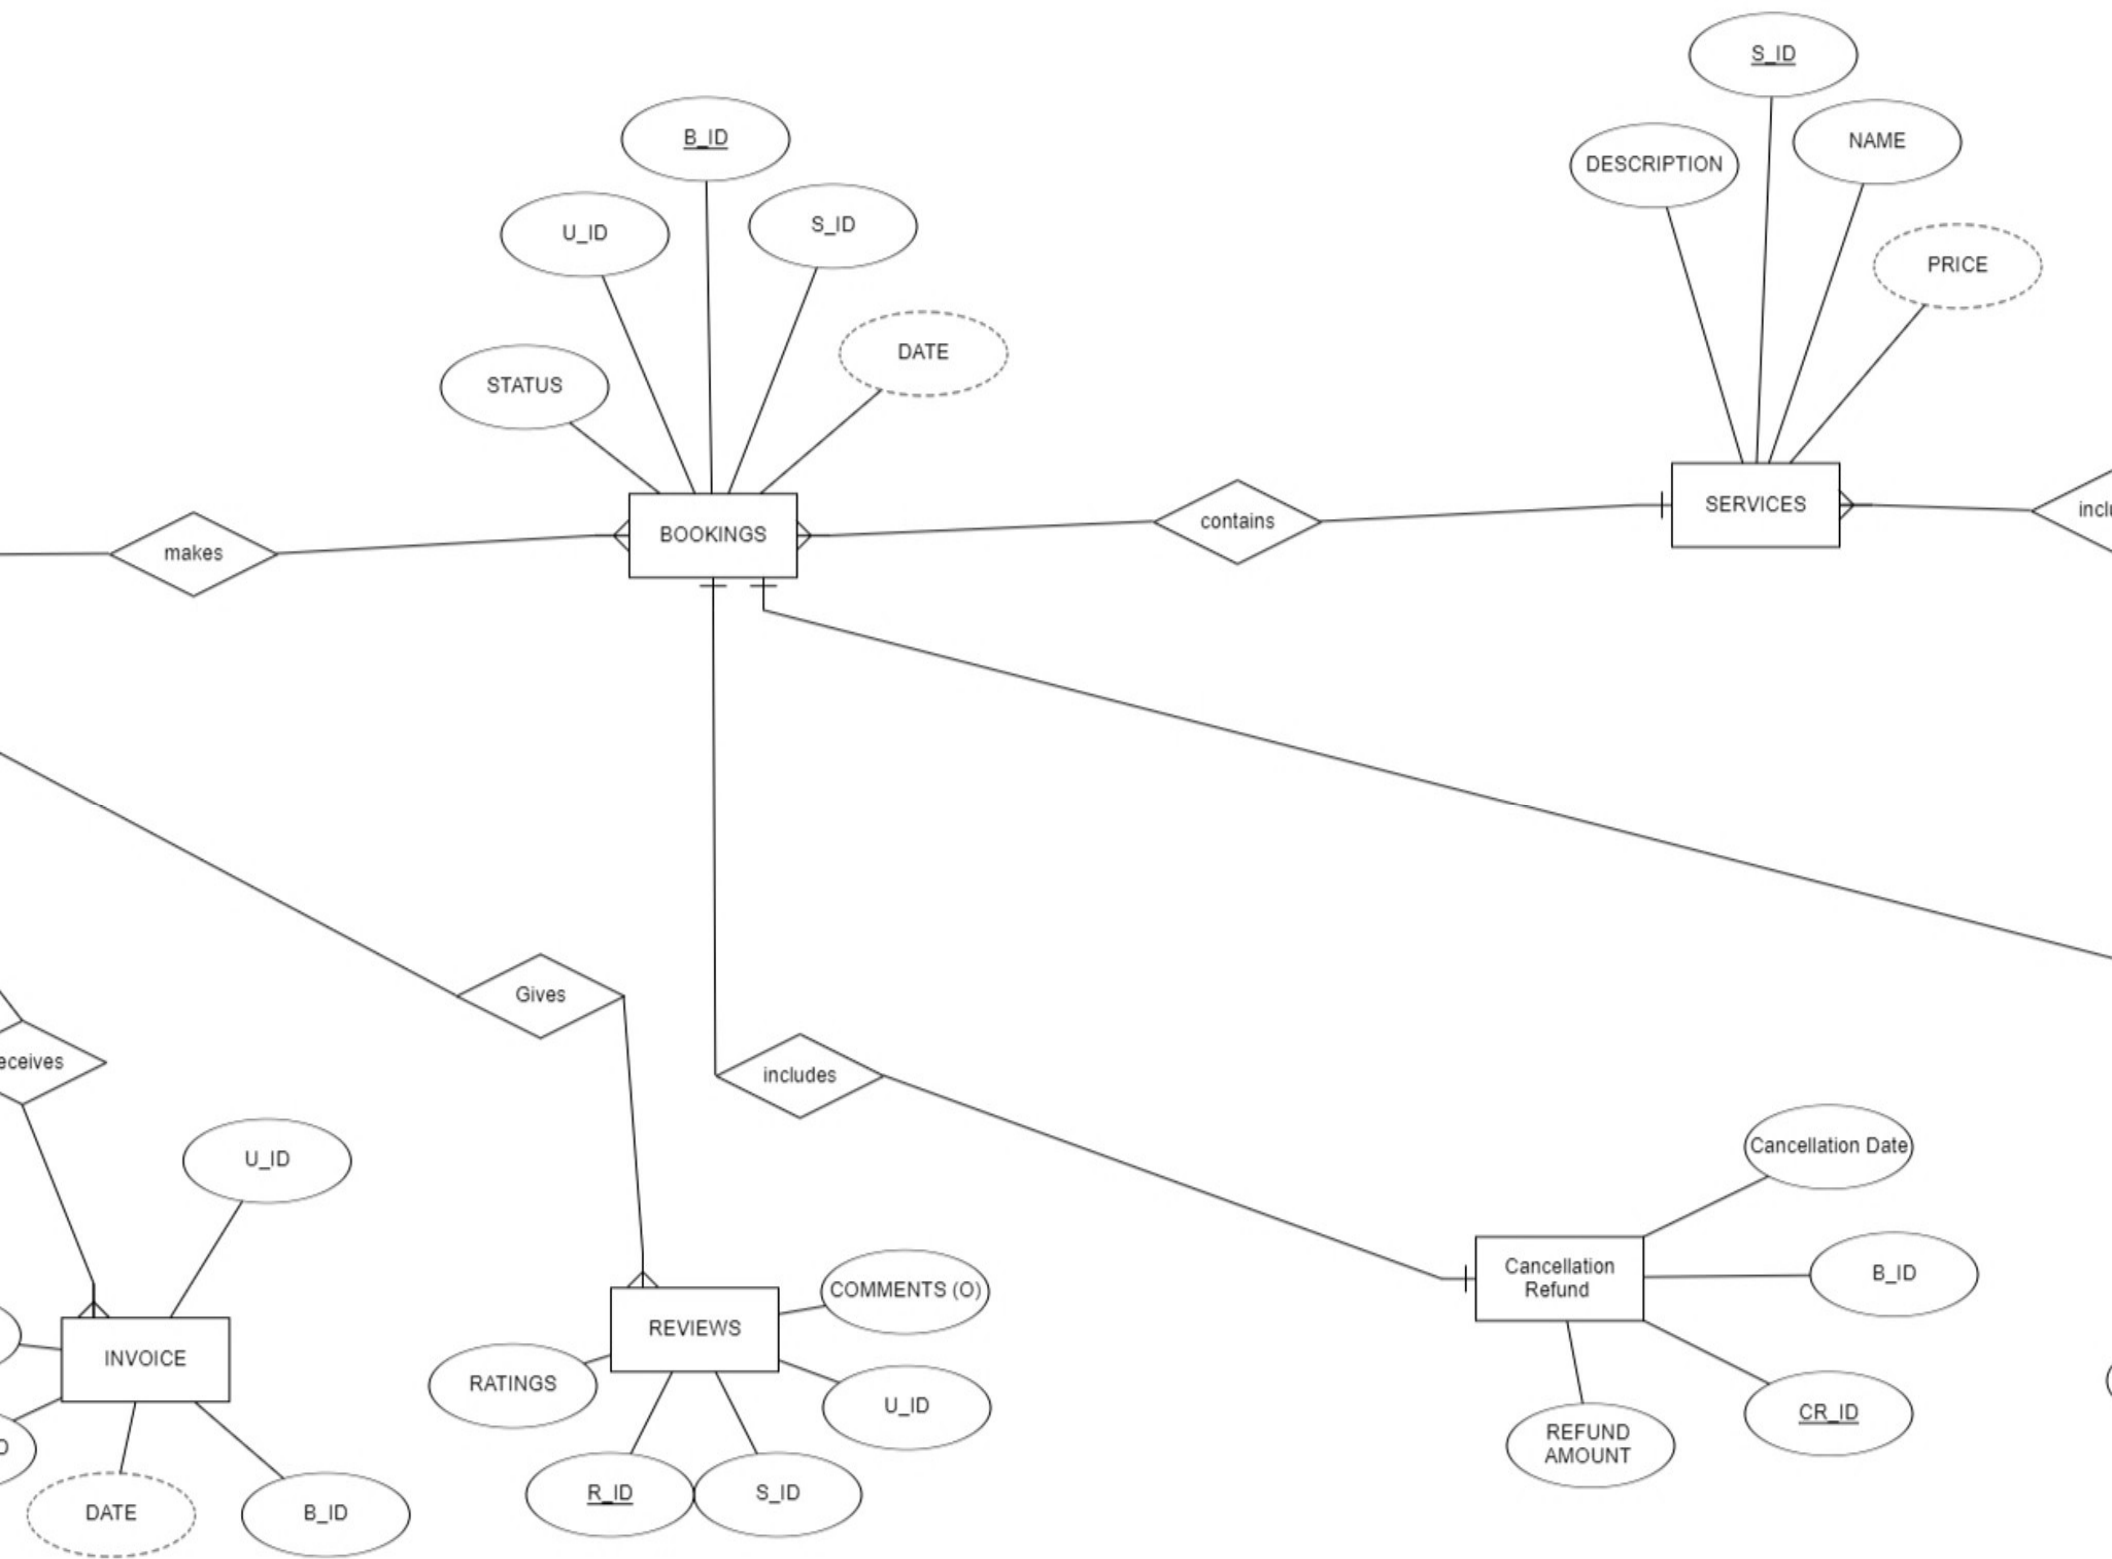 S_ID
B_ID
NAME
DESCRIPTION
S_ID
U_ID
PRICE
DATE
STATUS
SERVICES
BOOKINGS
contains
makes
Gives
includes
U_ID
Cancellation Date
Cancellation
Refund
B_ID
COMMENTS (O)
REVIEWS
INVOICE
RATINGS
U_ID
CR_ID
REFUND
AMOUNT
R_ID
S_ID
DATE
B_ID